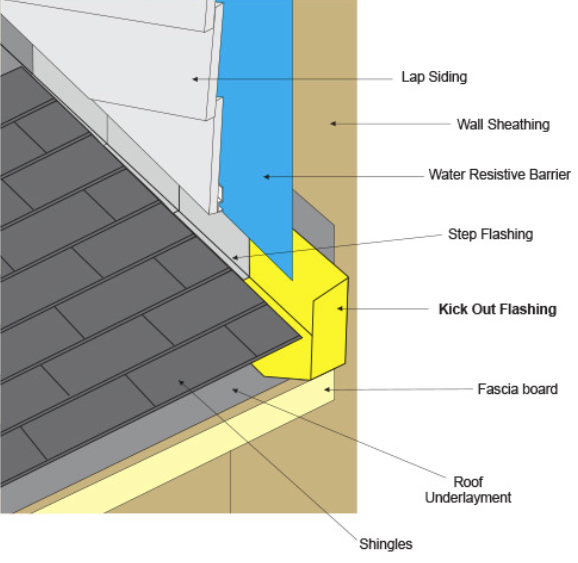 Lap Siding
Wall Sheathing
Water Resistive Barrier
Step Flashing
Kick Out Flashing
Fascia board
Roof
Underlayment
Shingles